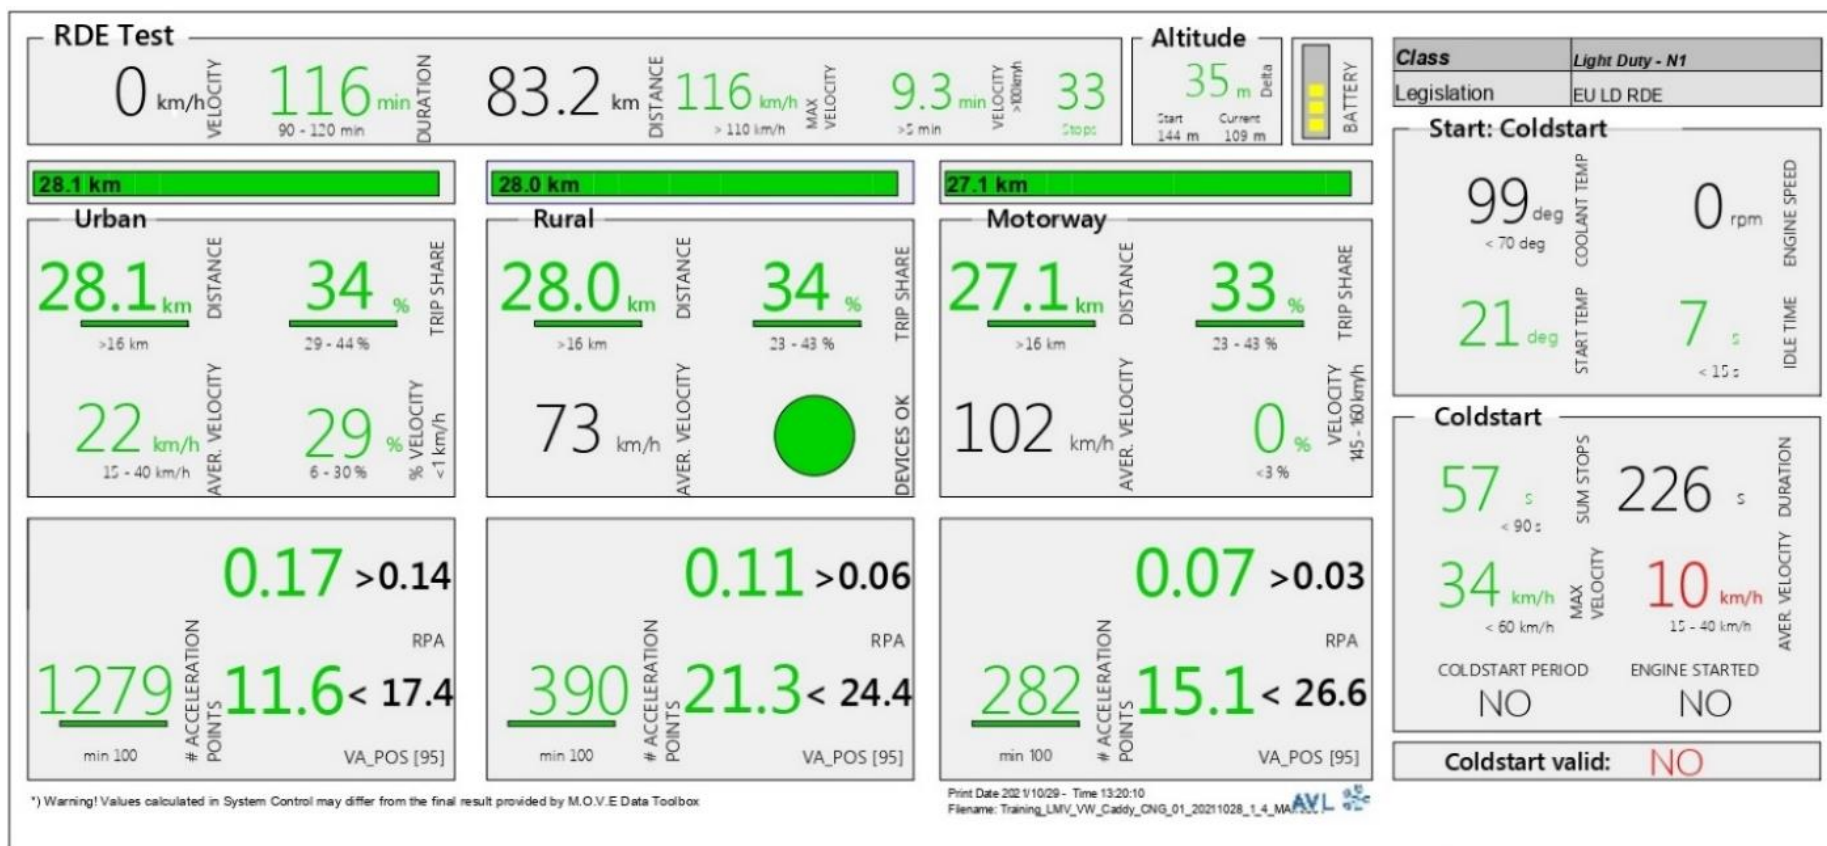 RDE Test
0 km/h VELOCITY
116 min DURATION
90 - 120 min
83.2 km DISTANCE
116 km/h MAX VELOCITY
> 110 km/h
9.3 min VELOCITY >100km/h
>5 min
33
Stops
Altitude
35 m Delta
Start Current
144 m 109 m
BATTERY
Class Light Duty - N1
Legislation EU LD RDE
28.1 km
28.0 km
27.1 km
Urban
28.1 km DISTANCE
>16 km
34 % TRIP SHARE
29 - 44 %
22 km/h AVER. VELOCITY
15 - 40 km/h
29 % % VELOCITY <1 km/h
6 - 30 %
Rural
28.0 km DISTANCE
>16 km
34 % TRIP SHARE
23 - 43 %
73 km/h AVER. VELOCITY
DEVICES OK
Motorway
27.1 km DISTANCE
>16 km
33 % TRIP SHARE
23 - 43 %
102 km/h AVER. VELOCITY
0 % VELOCITY 145 - 160 km/h
<3 %
Start: Coldstart
99 deg COOLANT TEMP
< 70 deg
0 rpm ENGINE SPEED
21 deg START TEMP
7 s IDLE TIME
< 15 s
Coldstart
57 s SUM STOPS
< 90 s
226 s DURATION
34 km/h MAX VELOCITY
< 60 km/h
10 km/h AVER. VELOCITY
15 - 40 km/h
COLDSTART PERIOD
NO
ENGINE STARTED
NO
Coldstart valid: NO
0.17 >0.14
RPA
1279 # ACCELERATION POINTS
min 100
11.6 < 17.4
VA_POS [95]
0.11 >0.06
RPA
390 # ACCELERATION POINTS
min 100
21.3 < 24.4
VA_POS [95]
0.07 >0.03
RPA
282 # ACCELERATION POINTS
min 100
15.1 < 26.6
VA_POS [95]
*) Warning! Values calculated in System Control may differ from the final result provided by M.O.V.E Data Toolbox
Print Date 2021/10/29 - Time 13:20:10
Filename: Training_LMV_VW_Caddy_CNG_01_20211028_1_4_MA
AVL